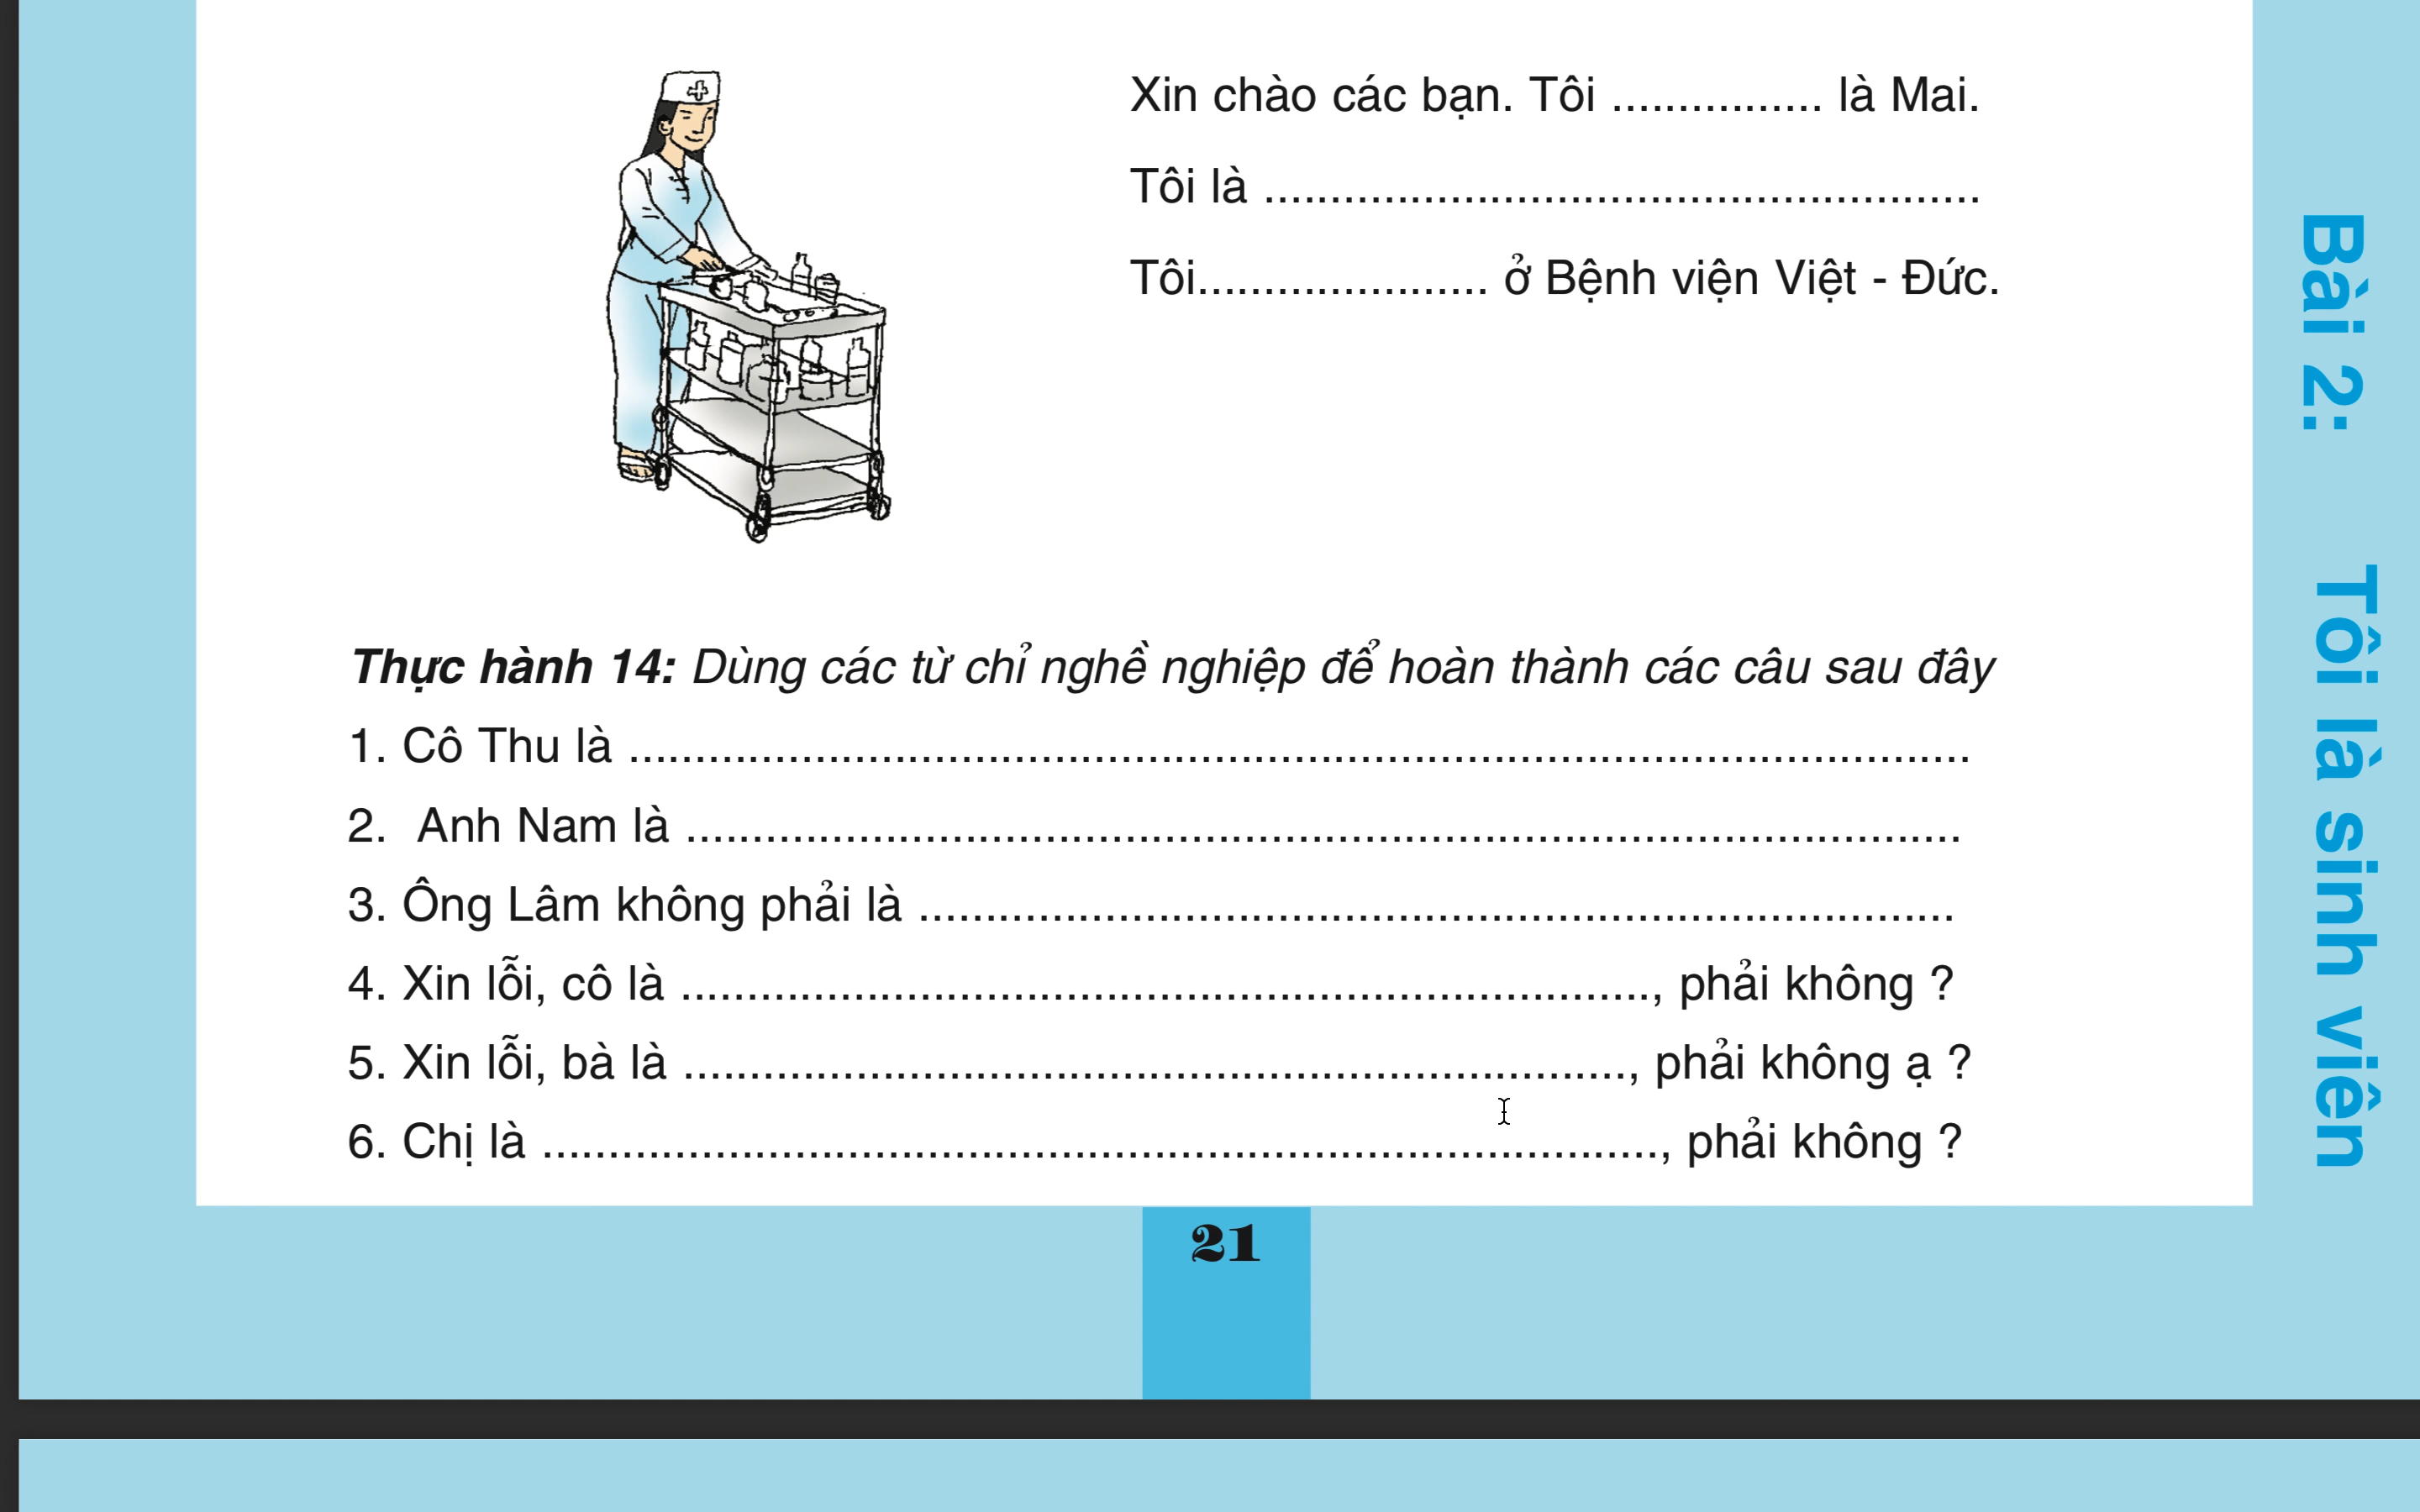 Xin chào các bạn. Tôi ................ là Mai.
Tôi là ......................................................
Tôi...................... ở Bệnh viện Việt - Đức.
Thực hành 14: Dùng các từ chỉ nghề nghiệp để hoàn thành các câu sau đây
1. Cô Thu là .....................................................................................................
2. Anh Nam là ................................................................................................
3. Ông Lâm không phải là ..............................................................................
4. Xin lỗi, cô là ........................................................................., phải không ?
5. Xin lỗi, bà là ......................................................................., phải không ạ ?
6. Chị là ...................................................................................., phải không ?
21
Bài 2: Tôi là sinh viên